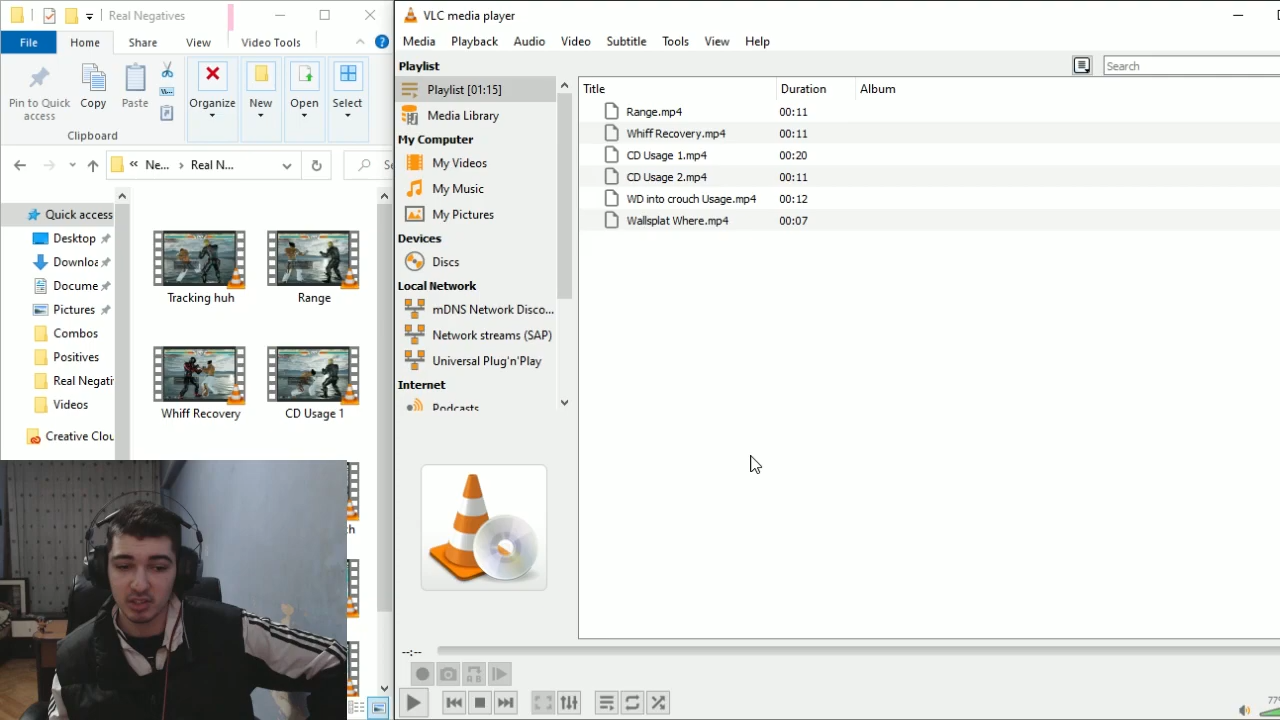 Real Negatives
File
Home
Share
View
Video Tools
Pin to Quick access
Copy
Paste
Organize
New
Open
Select
Clipboard
Ne...
Real N...
Quick access
Desktop
Downloa
Docume
Pictures
Combos
Positives
Real Negati
Videos
Creative Clou
Tracking huh
Range
Whiff Recovery
CD Usage 1
VLC media player
Media
Playback
Audio
Video
Subtitle
Tools
View
Help
Playlist
Playlist [01:15]
Media Library
My Computer
My Videos
My Music
My Pictures
Devices
Discs
Local Network
mDNS Network Disco...
Network streams (SAP)
Universal Plug'n'Play
Internet
Podcasts
Search
Title Duration Album
Range.mp4 00:11
Whiff Recovery.mp4 00:11
CD Usage 1.mp4 00:20
CD Usage 2.mp4 00:11
WD into crouch Usage.mp4 00:12
Wallsplat Where.mp4 00:07
--:--
77%